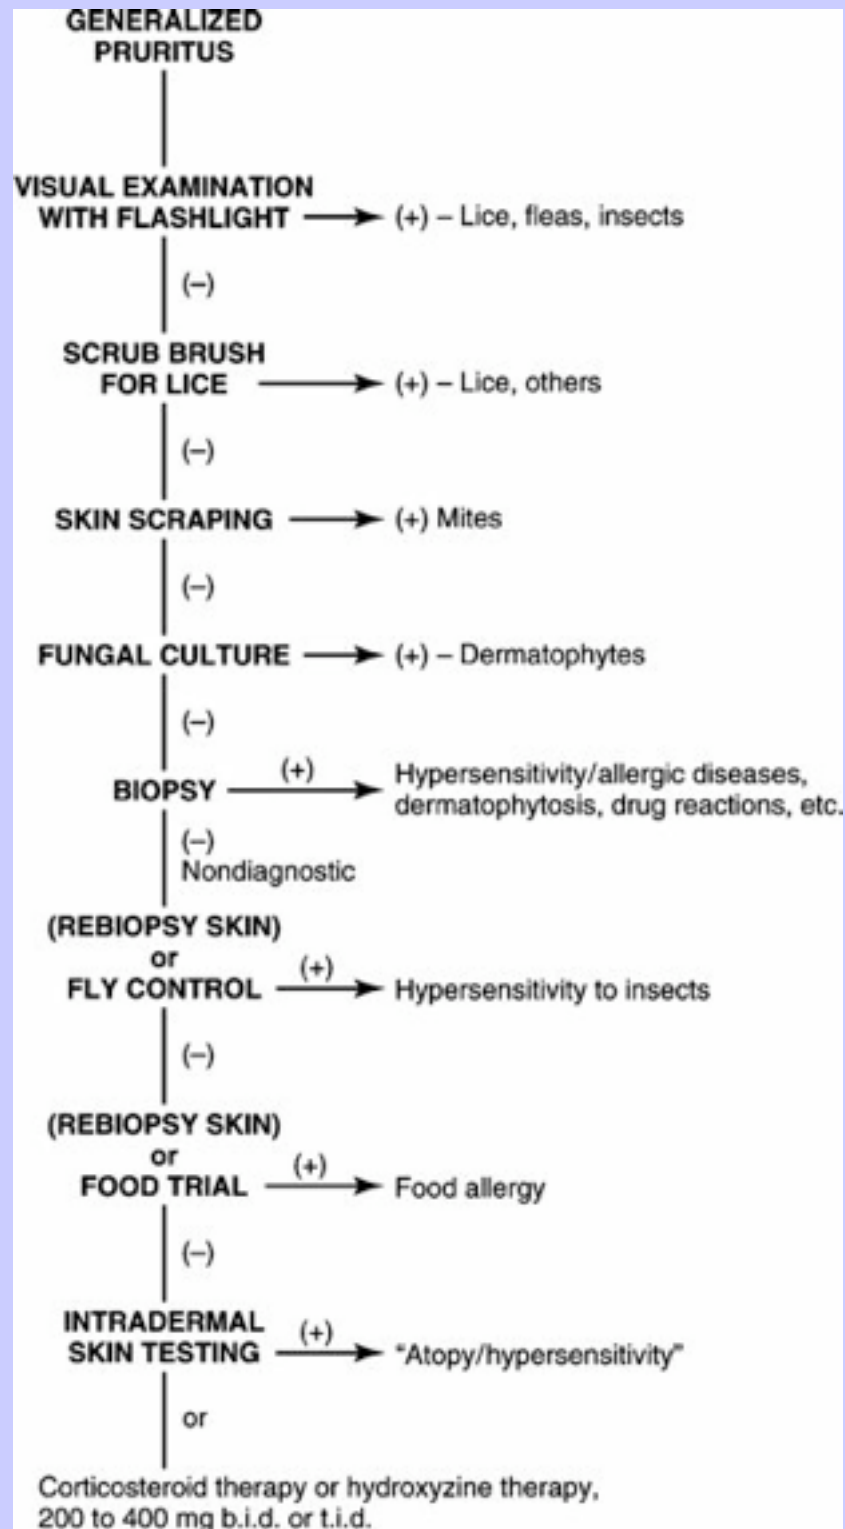 GENERALIZED
PRURITUS
VISUAL EXAMINATION
WITH FLASHLIGHT
(+) – Lice, fleas, insects
(–)
SCRUB BRUSH
FOR LICE
(+) – Lice, others
(–)
SKIN SCRAPING
(+) Mites
(–)
FUNGAL CULTURE
(+) – Dermatophytes
(–)
BIOPSY
(+)
Hypersensitivity/allergic diseases,
dermatophytosis, drug reactions, etc.
(–)
Nondiagnostic
(REBIOPSY SKIN)
or
FLY CONTROL
(+)
Hypersensitivity to insects
(–)
(REBIOPSY SKIN)
or
FOOD TRIAL
(+)
Food allergy
(–)
INTRADERMAL
SKIN TESTING
(+)
“Atopy/hypersensitivity”
or
Corticosteroid therapy or hydroxyzine therapy,
200 to 400 mg b.i.d. or t.i.d.